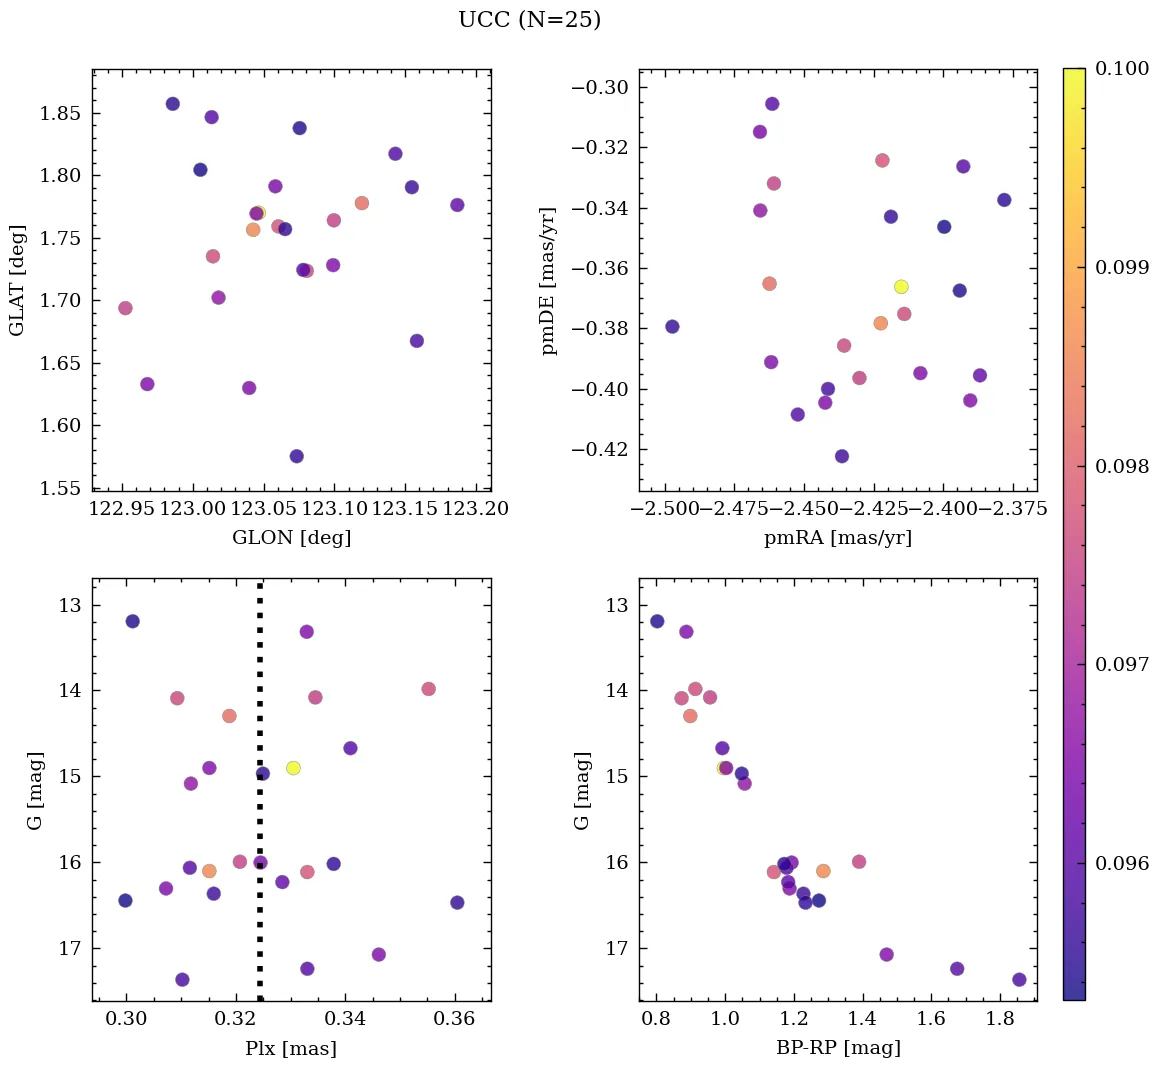 UCC (N=25)
1.85
1.80
1.75
1.70
1.65
1.60
1.55
GLAT [deg]
122.95 123.00 123.05 123.10 123.15 123.20
GLON [deg]
−0.30
−0.32
−0.34
−0.36
−0.38
−0.40
−0.42
pmDE [mas/yr]
−2.500 −2.475 −2.450 −2.425 −2.400 −2.375
pmRA [mas/yr]
13
14
15
16
17
G [mag]
0.30 0.32 0.34 0.36
Plx [mas]
13
14
15
16
17
G [mag]
0.8 1.0 1.2 1.4 1.6 1.8
BP-RP [mag]
0.100
0.099
0.098
0.097
0.096